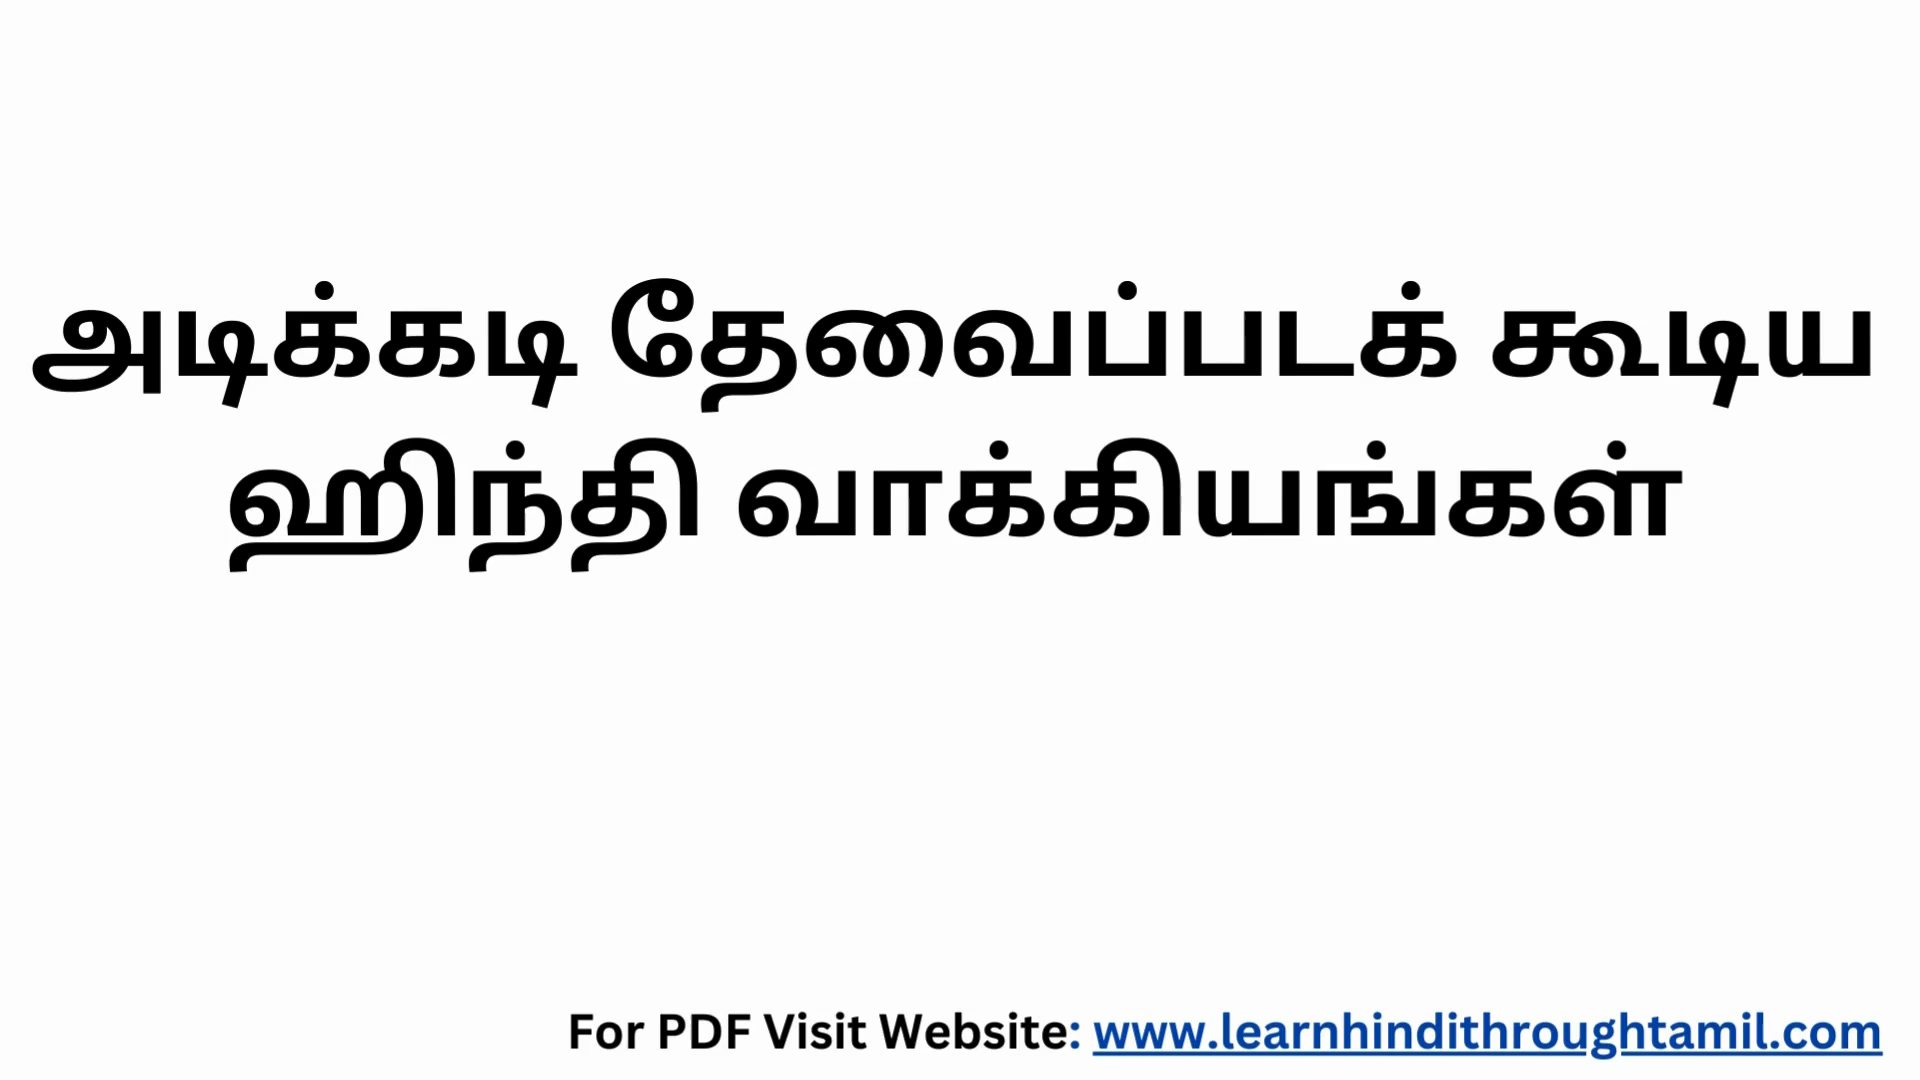 அடிக்கடி தேவைப்படக் கூடிய
ஹிந்தி வாக்கியங்கள்
For PDF Visit Website: www.learnhindithroughtamil.com